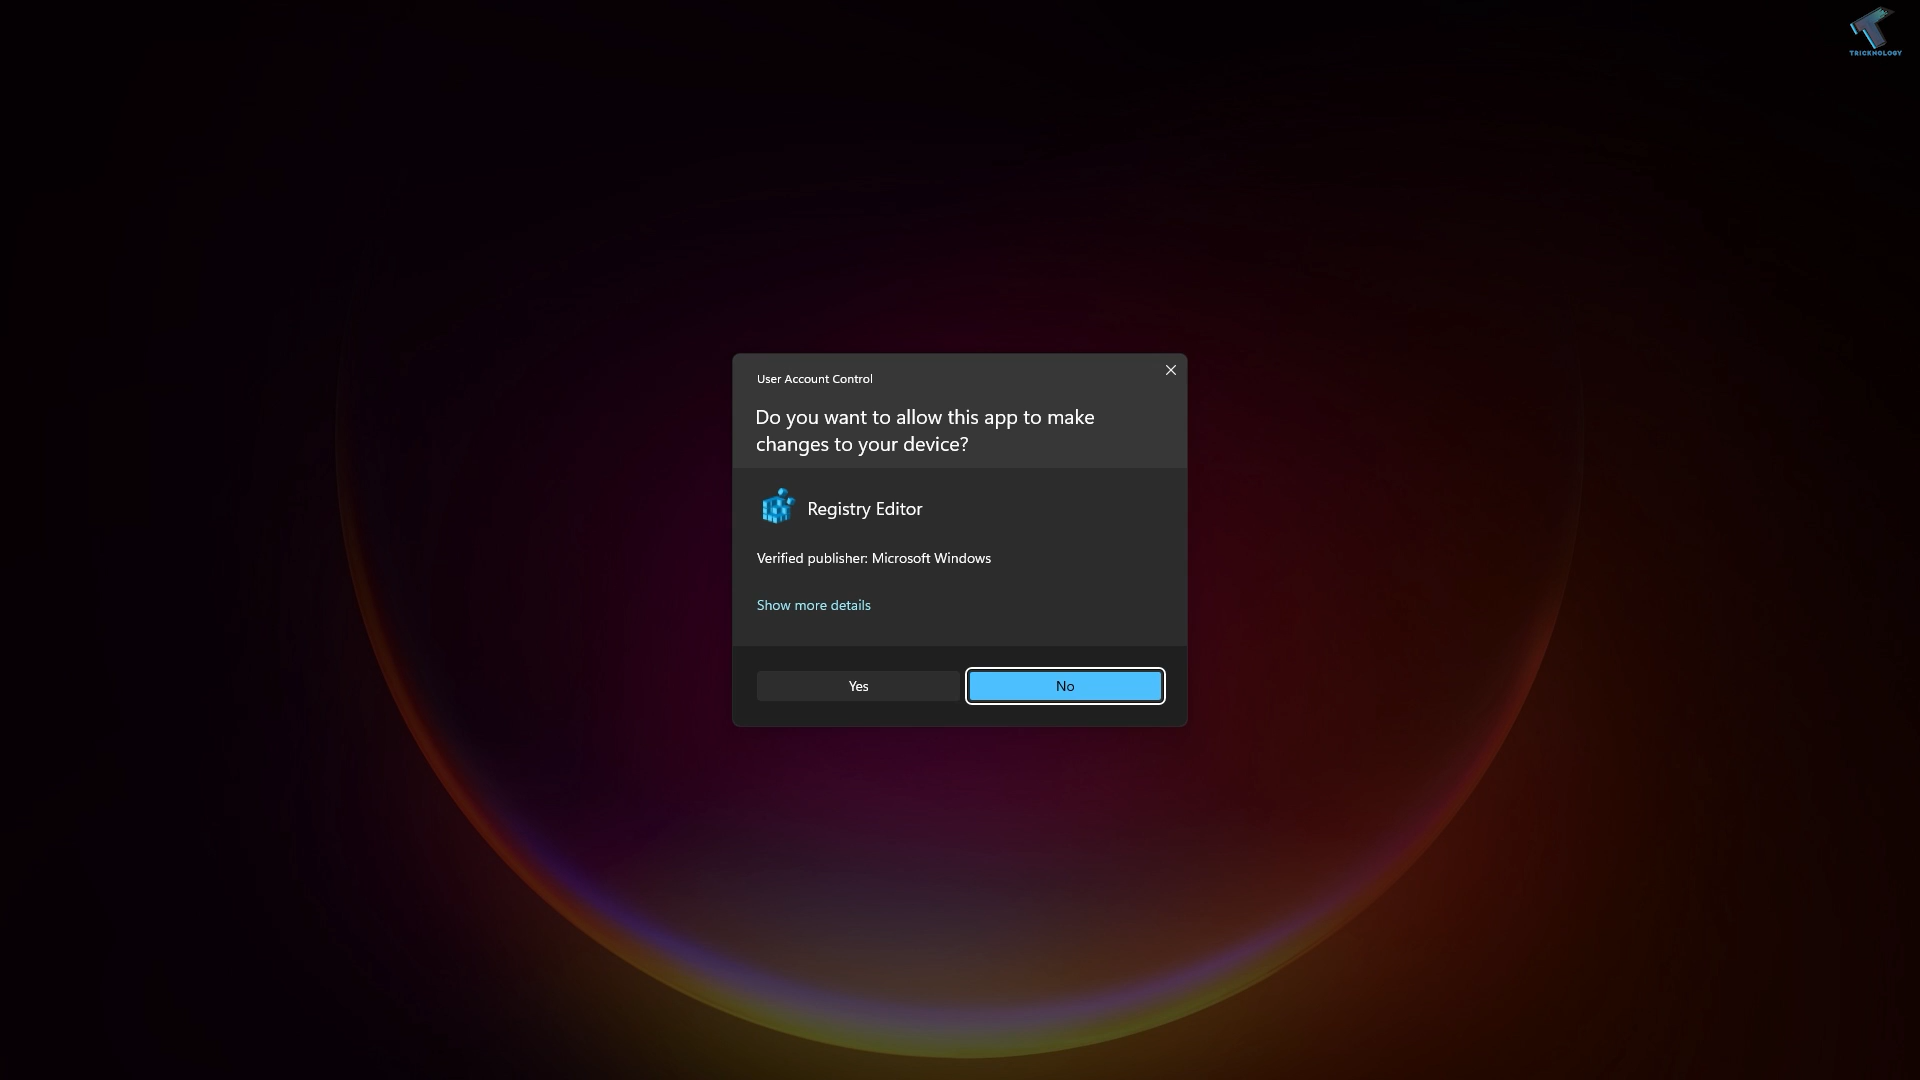 TRICKNOLOGY
User Account Control
Do you want to allow this app to make
changes to your device?
Registry Editor
Verified publisher: Microsoft Windows
Show more details
Yes
No